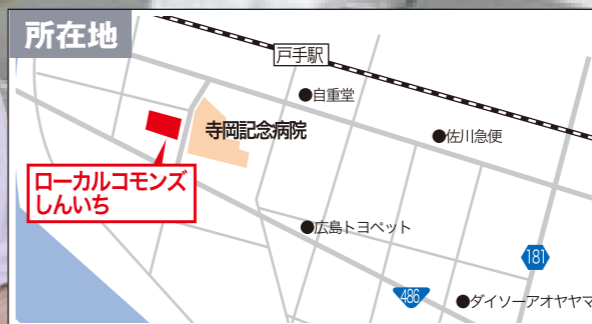 所在地
戸手駅
●自重堂
寺岡記念病院
●佐川急便
ローカルコモンズ
しんいち
●広島トヨペット
181
486
●ダイソーアオヤマ